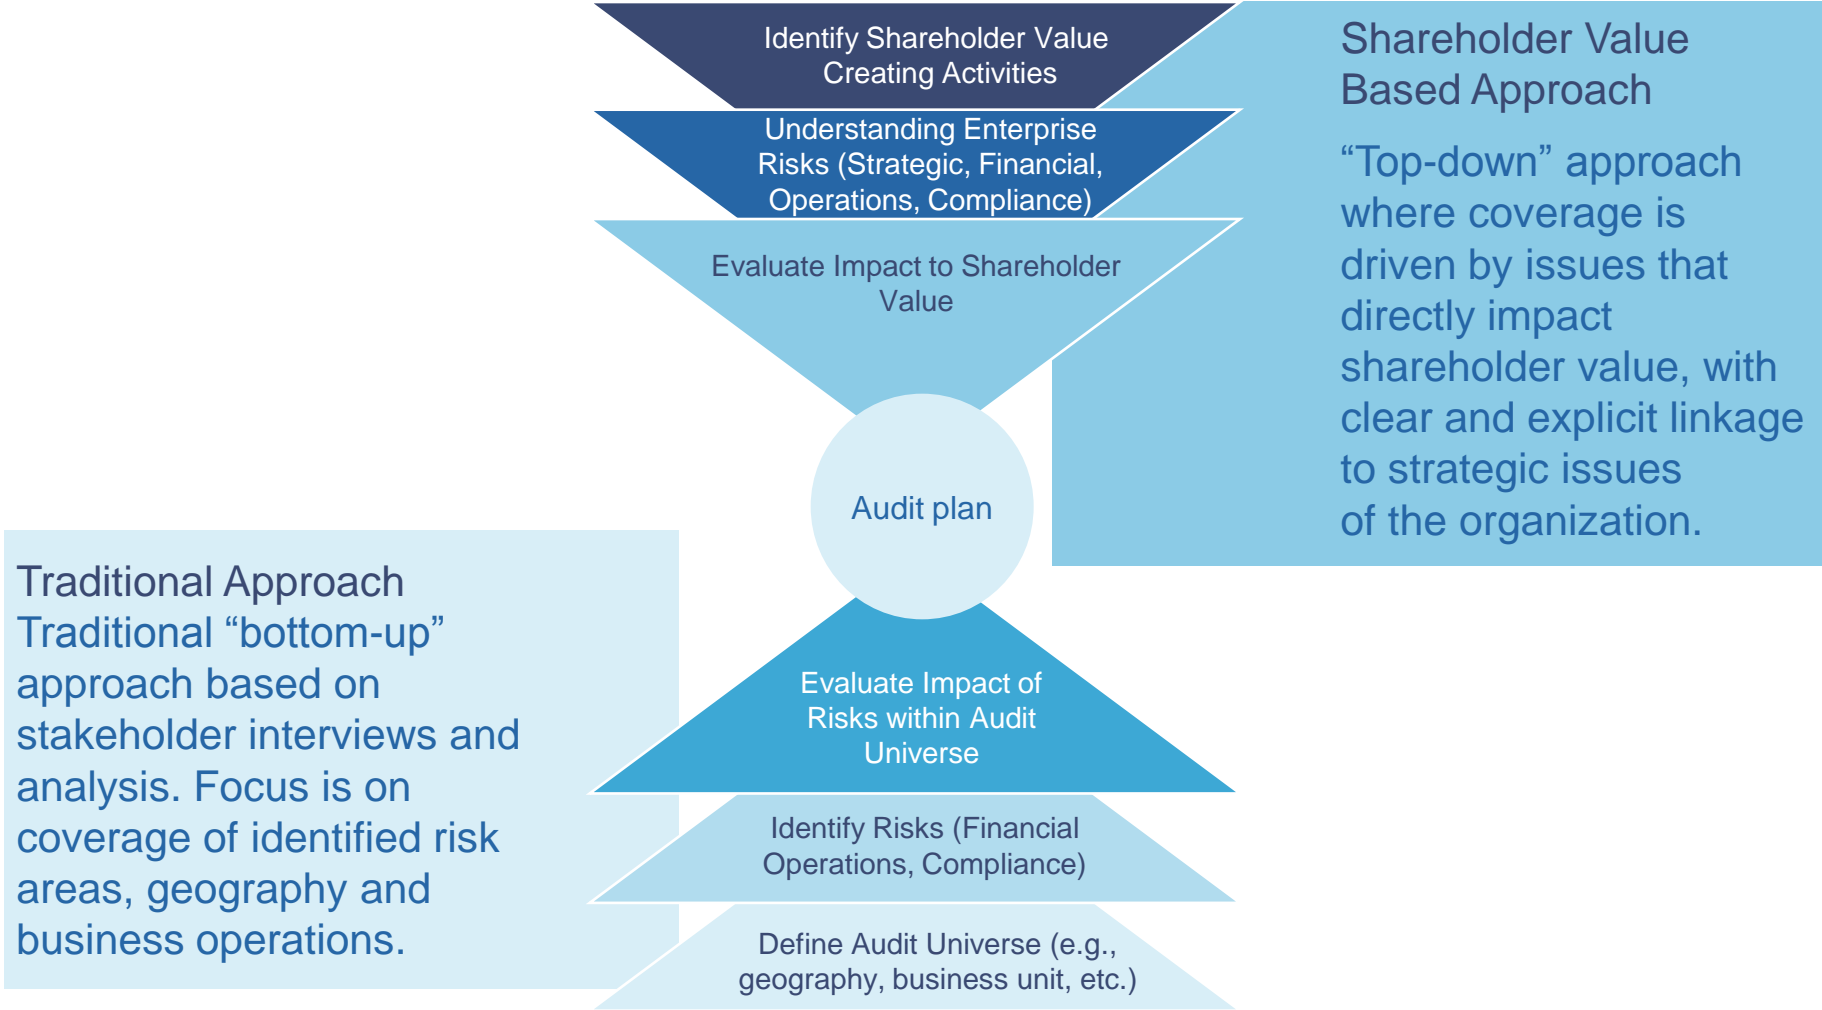 Identify Shareholder Value
Creating Activities
Understanding Enterprise
Risks (Strategic, Financial,
Operations, Compliance)
Evaluate Impact to Shareholder
Value
Audit plan
Evaluate Impact of
Risks within Audit
Universe
Identify Risks (Financial
Operations, Compliance)
Define Audit Universe (e.g.,
geography, business unit, etc.)
Shareholder Value
Based Approach
“Top-down” approach
where coverage is
driven by issues that
directly impact
shareholder value, with
clear and explicit linkage
to strategic issues
of the organization.
Traditional Approach
Traditional “bottom-up”
approach based on
stakeholder interviews and
analysis. Focus is on
coverage of identified risk
areas, geography and
business operations.